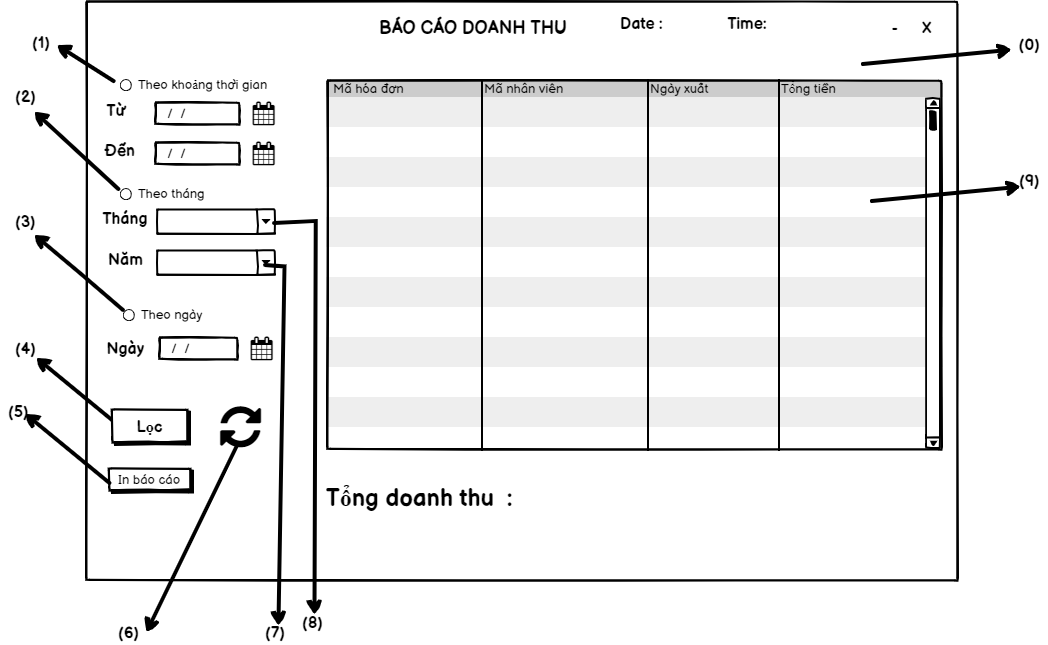 BÁO CÁO DOANH THU Date : Time: - X
(1)
(0)
Theo khoảng thời gian
(2)
Từ / /
Mã hóa đơn Mã nhân viên Ngày xuất Tổng tiền
Đến / /
Theo tháng
(9)
Tháng
(3)
Năm
Theo ngày
Ngày / /
(4)
(5)
Lọc
In báo cáo
Tổng doanh thu :
(6)
(7)
(8)